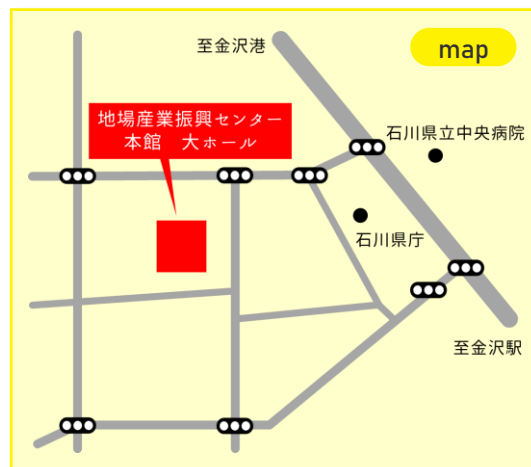 map
至金沢港
地場産業振興センター
本館　大ホール
石川県立中央病院
石川県庁
至金沢駅